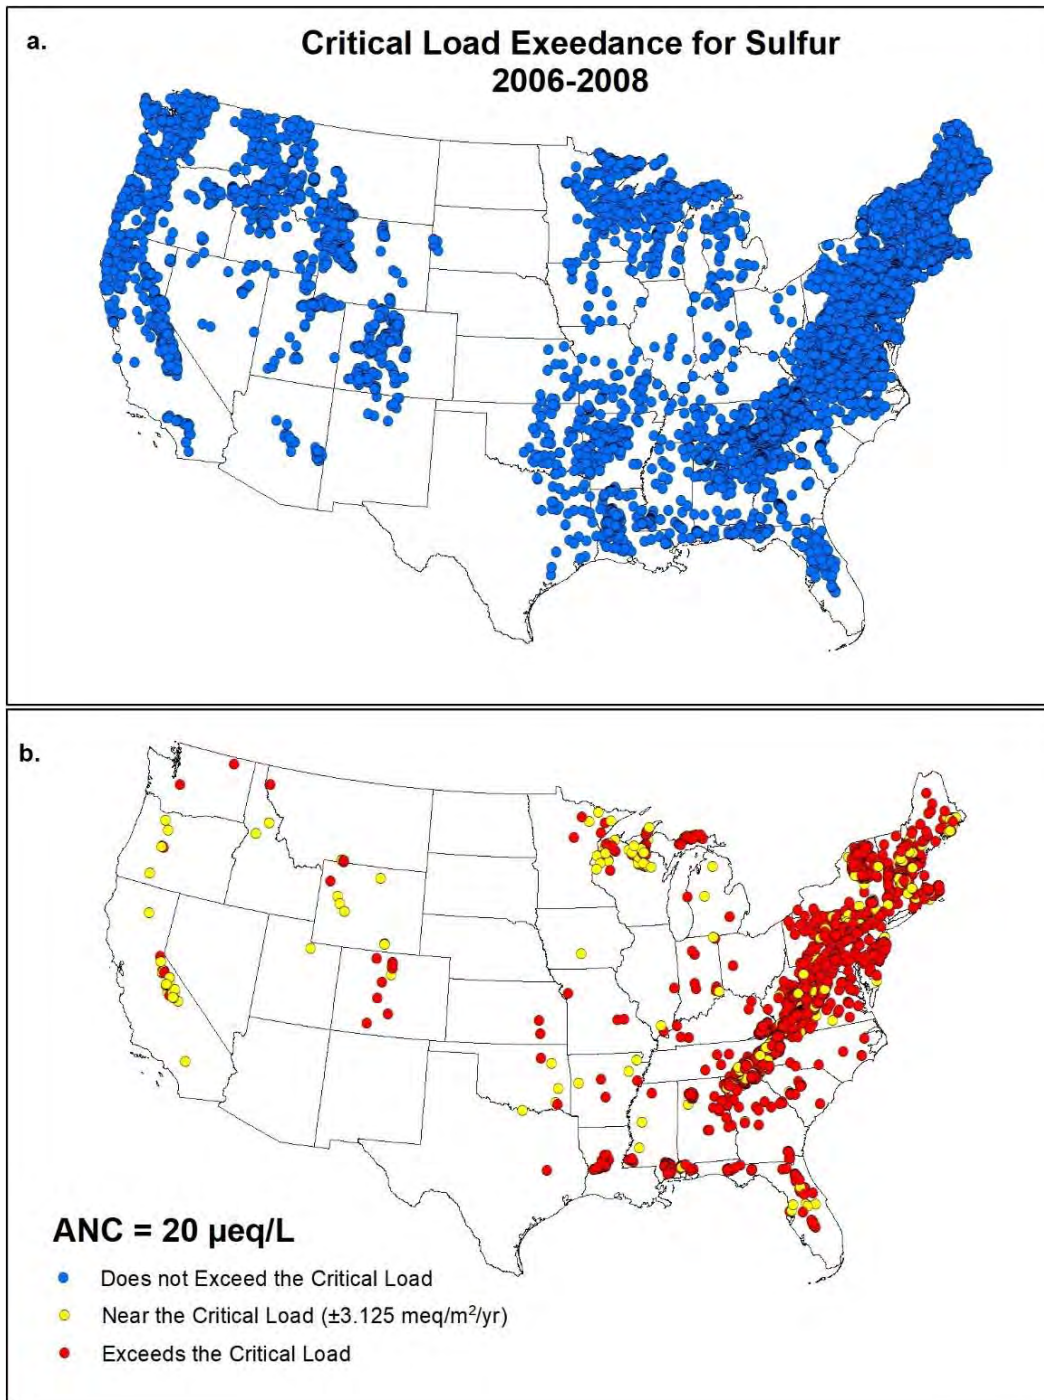 a.
Critical Load Exeedance for Sulfur
2006-2008
b.
ANC = 20 µeq/L
Does not Exceed the Critical Load
Near the Critical Load (±3.125 meq/m²/yr)
Exceeds the Critical Load